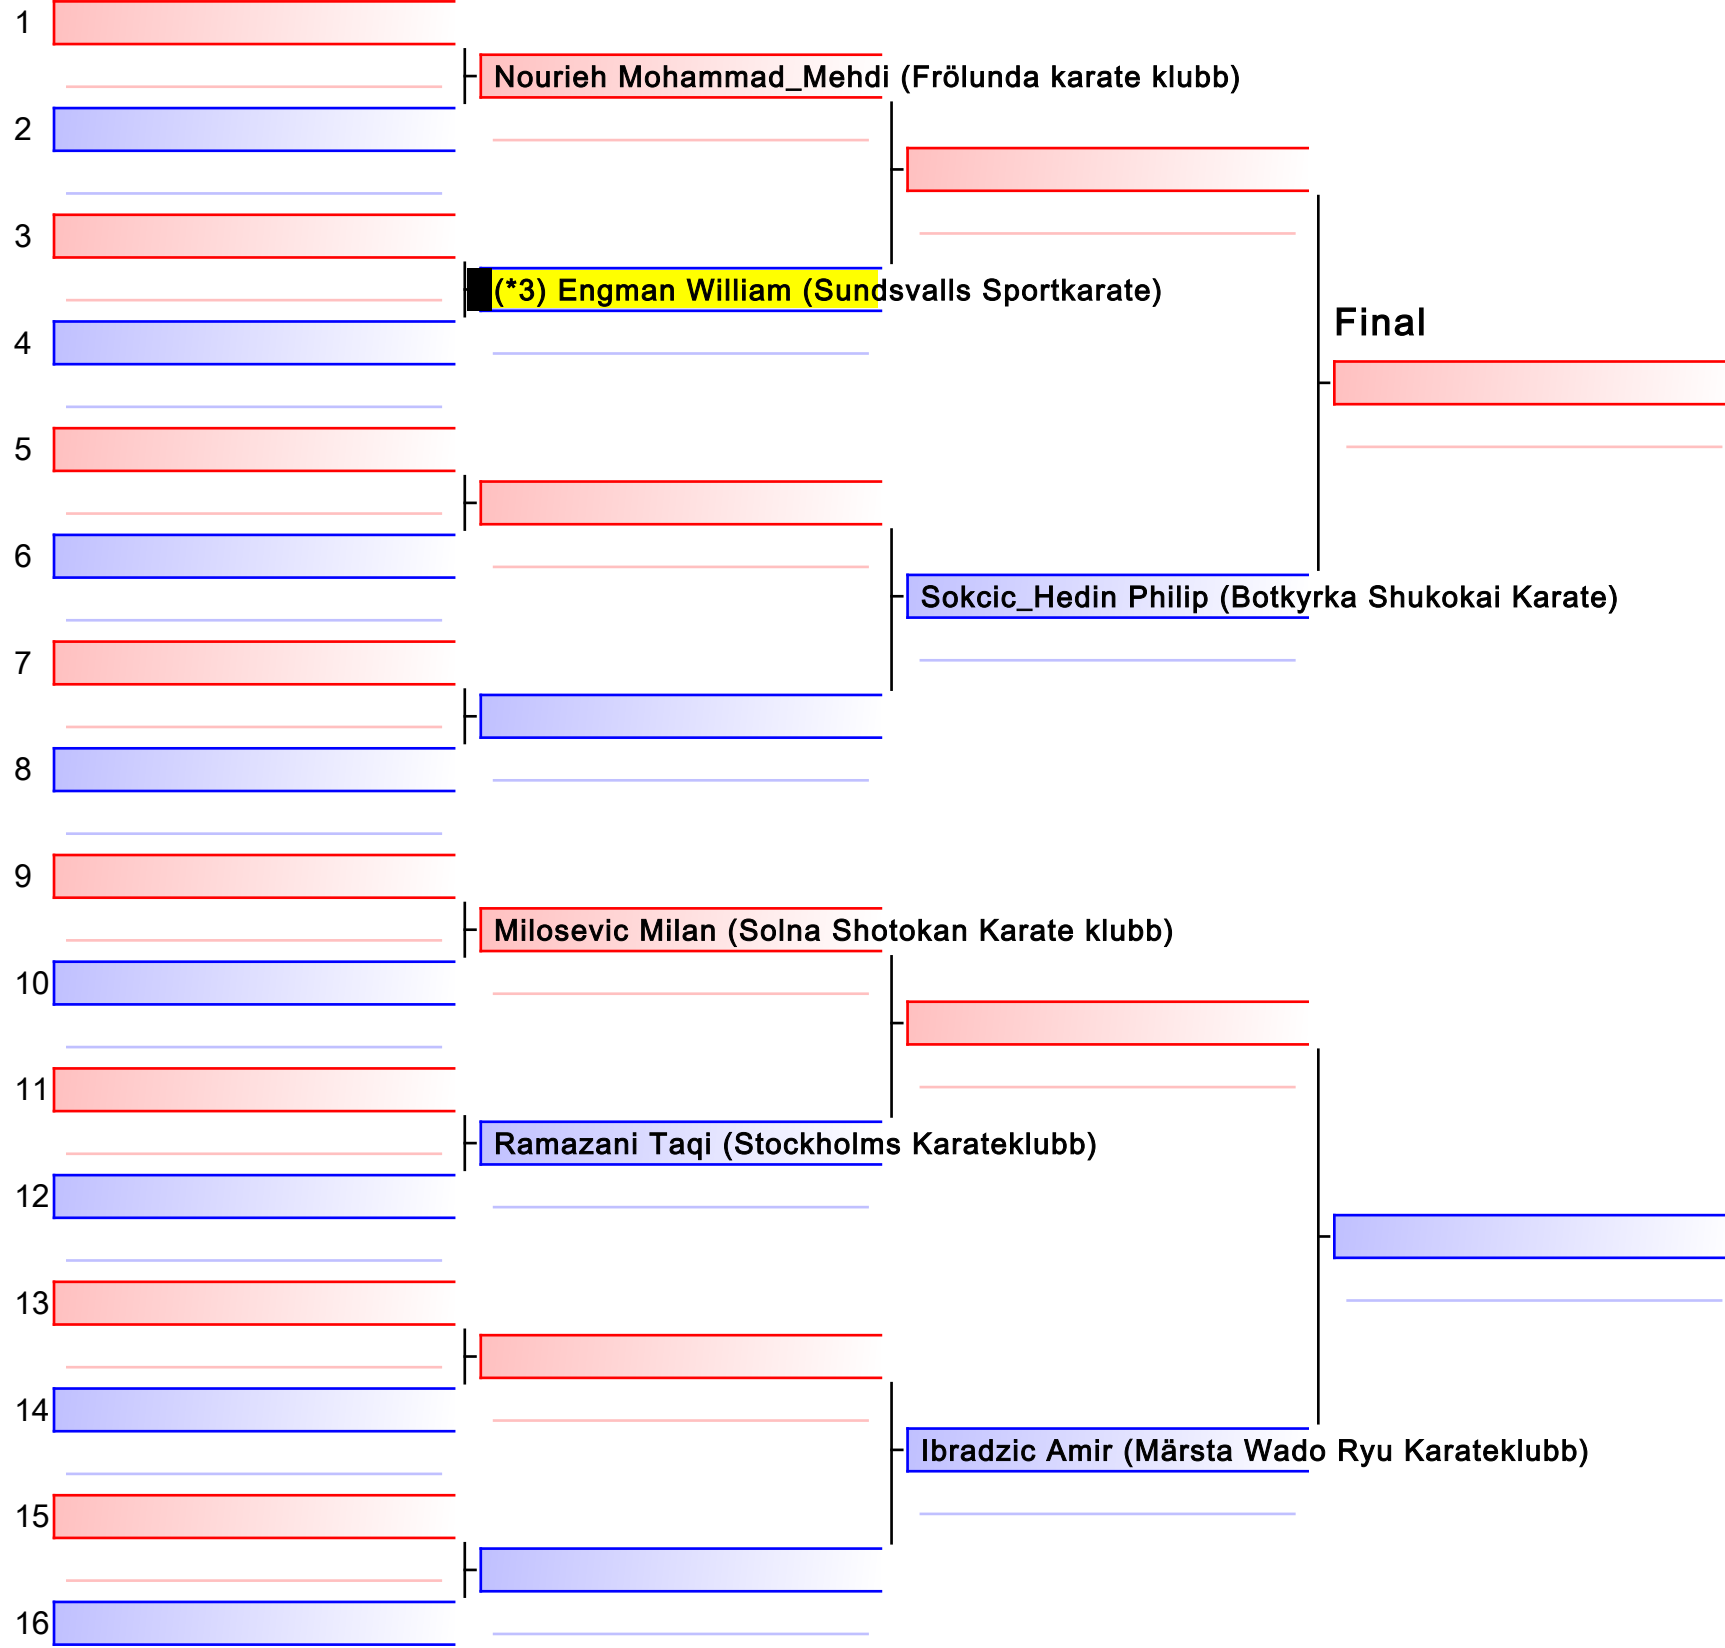 1
Nourieh Mohammad_Mehdi (Frölunda karate klubb)
2
3
(*3) Engman William (Sundsvalls Sportkarate)
Final
4
5
6
Sokcic_Hedin Philip (Botkyrka Shukokai Karate)
7
8
9
Milosevic Milan (Solna Shotokan Karate klubb)
10
11
Ramazani Taqi (Stockholms Karateklubb)
12
13
14
Ibradzic Amir (Märsta Wado Ryu Karateklubb)
15
16